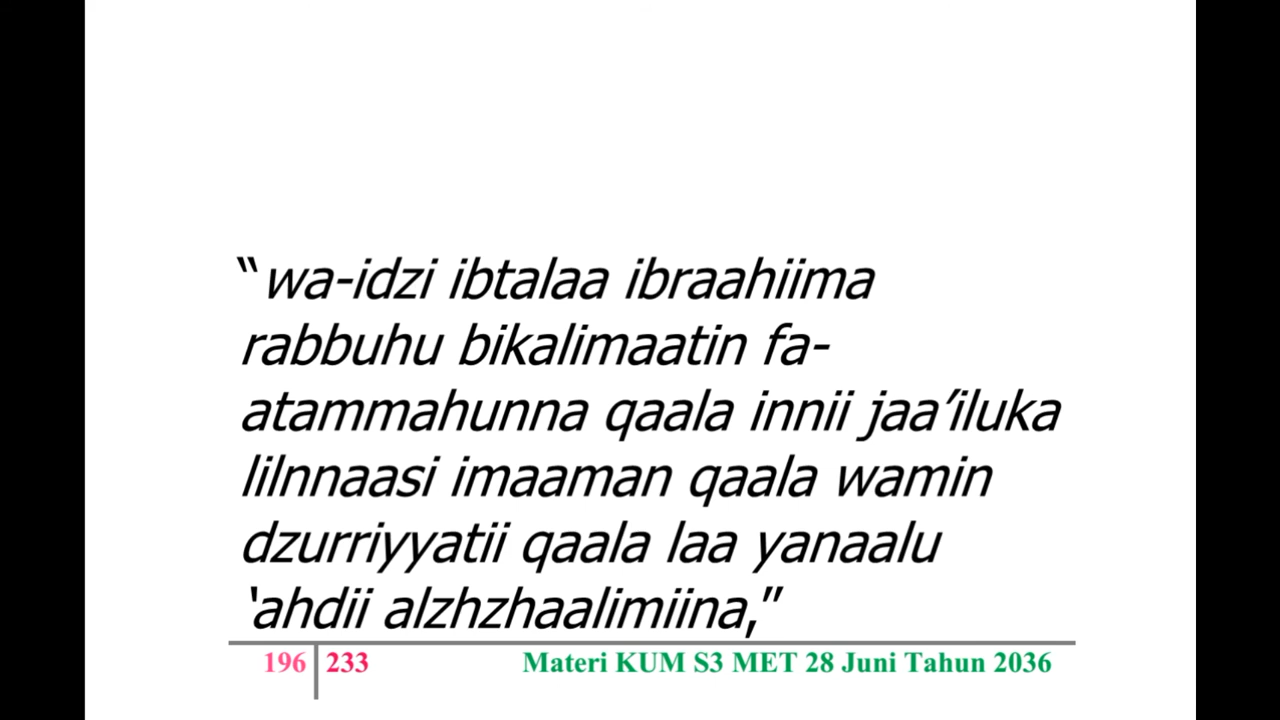 “wa-idzi ibtalaa ibraahiima
rabbuhu bikalimaatin fa-
atammahunna qaala innii jaa’iluka
lilnnaasi imaaman qaala wamin
dzurriyyatii qaala laa yanaalu
‘ahdii alzhzhaalimiina,”
196 233 Materi KUM S3 MET 28 Juni Tahun 2036